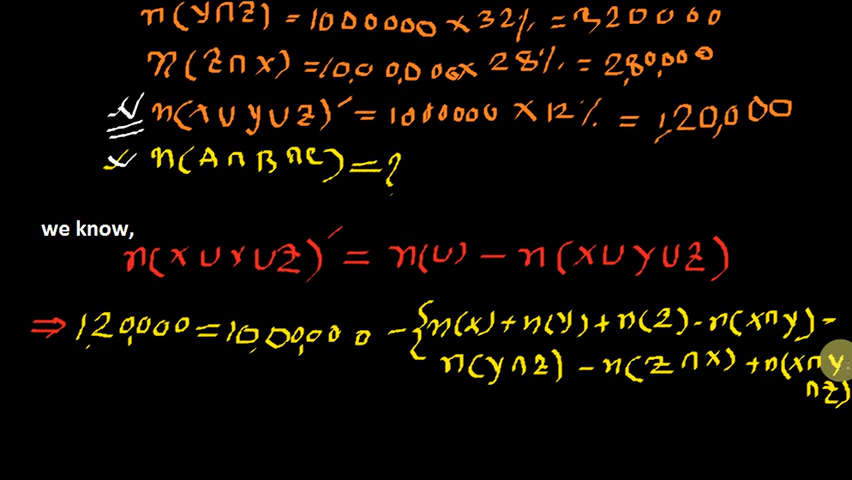 n(Y∩Z) = 1000000 × 32% = 320000
n(Z∩X) = 10,00,000 × 28% = 2,80,000
n(X∪Y∪Z)′ = 1000000 × 12% = 1,20,000
n(A∩B∩C) = ?
we know,
n(X∪Y∪Z)′ = n(U) − n(X∪Y∪Z)
⇒ 1,20,000 = 10,00,000 − {n(x) + n(y) + n(z) - n(x∩y) −
n(y∩z) − n(z∩x) + n(x∩y
∩z)